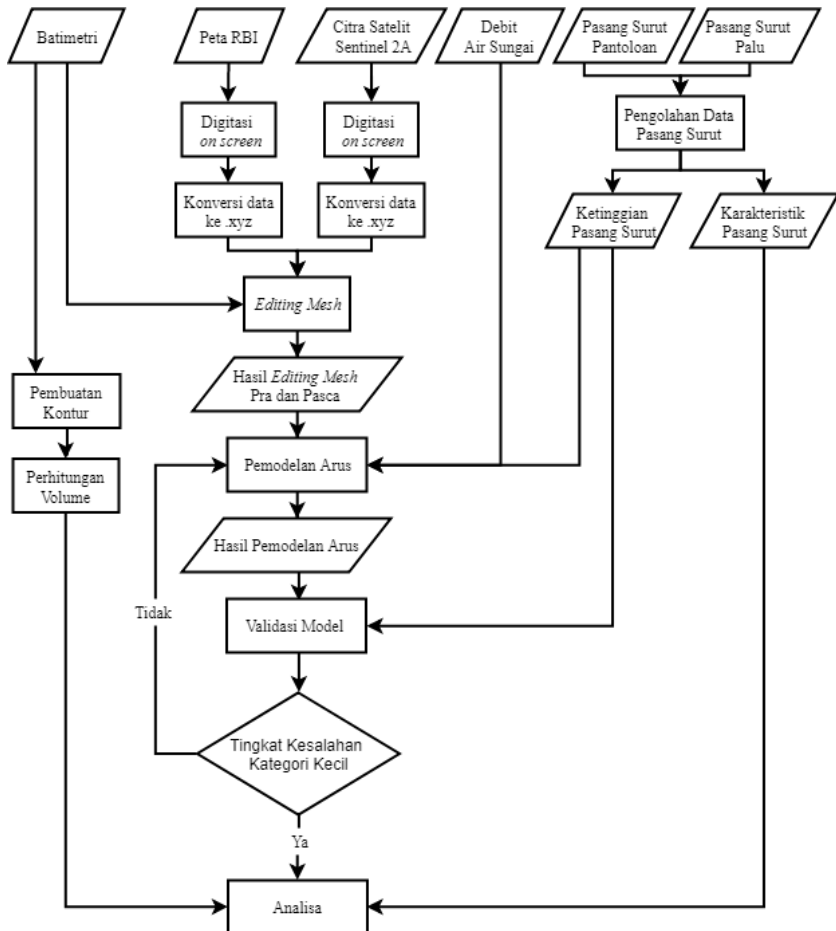 Batimetri
Peta RBI
Citra Satelit
Sentinel 2A
Debit
Air Sungai
Pasang Surut
Pantoloan
Pasang Surut
Palu
Digitasi
on screen
Digitasi
on screen
Pengolahan Data
Pasang Surut
Konversi data
ke .xyz
Konversi data
ke .xyz
Ketinggian
Pasang Surut
Karakteristik
Pasang Surut
Editing Mesh
Hasil Editing Mesh
Pra dan Pasca
Pembuatan
Kontur
Pemodelan Arus
Perhitungan
Volume
Hasil Pemodelan Arus
Tidak
Validasi Model
Tingkat Kesalahan
Kategori Kecil
Ya
Analisa